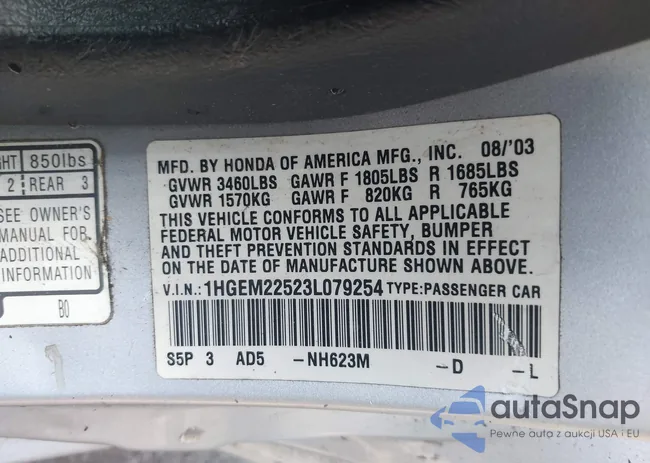 GHT 850lbs
2 REAR 3
SEE OWNER'S
MANUAL FOR
ADDITIONAL
INFORMATION
B0
MFD. BY HONDA OF AMERICA MFG., INC. 08/'03
GVWR 3460LBS GAWR F 1805LBS R 1685LBS
GVWR 1570KG GAWR F 820KG R 765KG
THIS VEHICLE CONFORMS TO ALL APPLICABLE
FEDERAL MOTOR VEHICLE SAFETY, BUMPER
AND THEFT PREVENTION STANDARDS IN EFFECT
ON THE DATE OF MANUFACTURE SHOWN ABOVE.
V.I.N.: 1HGEM22523L079254 TYPE:PASSENGER CAR
S5P 3 AD5 -NH623M -D -L
autaSnap
Pewne auta z aukcji USA i EU